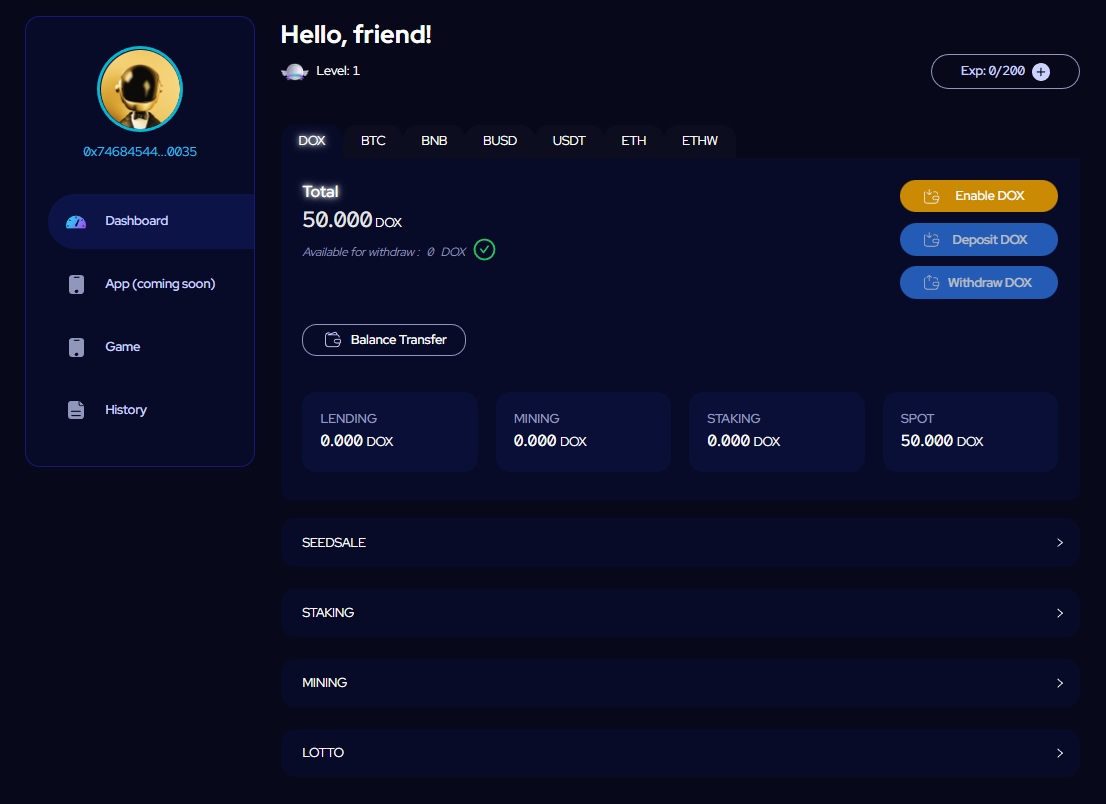 Hello, friend!
Level: 1
Exp: 0/200
0x74684544...0035
Dashboard
App (coming soon)
Game
History
DOX BTC BNB BUSD USDT ETH ETHW
Total
50.000 DOX
Available for withdraw : 0 DOX
Enable DOX
Deposit DOX
Withdraw DOX
Balance Transfer
LENDING
0.000 DOX
MINING
0.000 DOX
STAKING
0.000 DOX
SPOT
50.000 DOX
SEEDSALE
STAKING
MINING
LOTTO